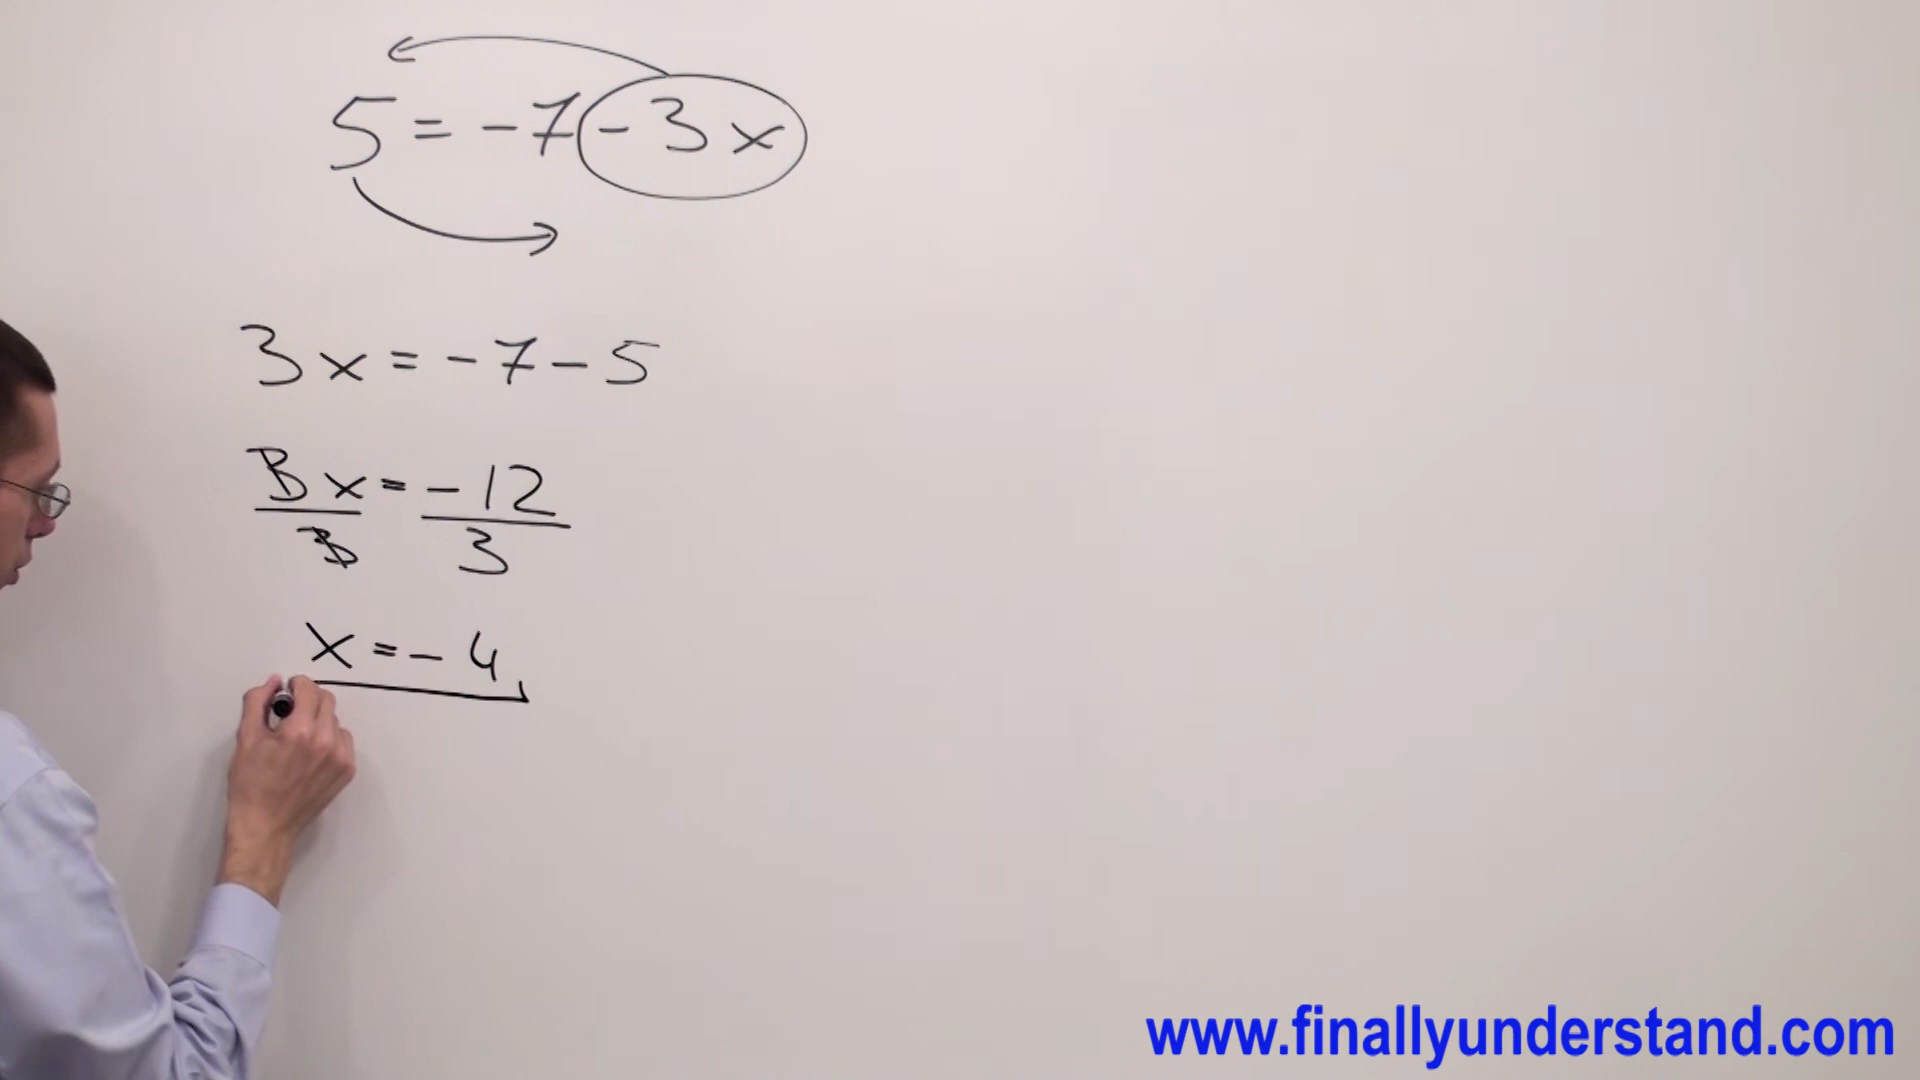 5 = -7 - 3x
3x = -7 - 5
3x/3 = -12/3
x = -4
www.finallyunderstand.com